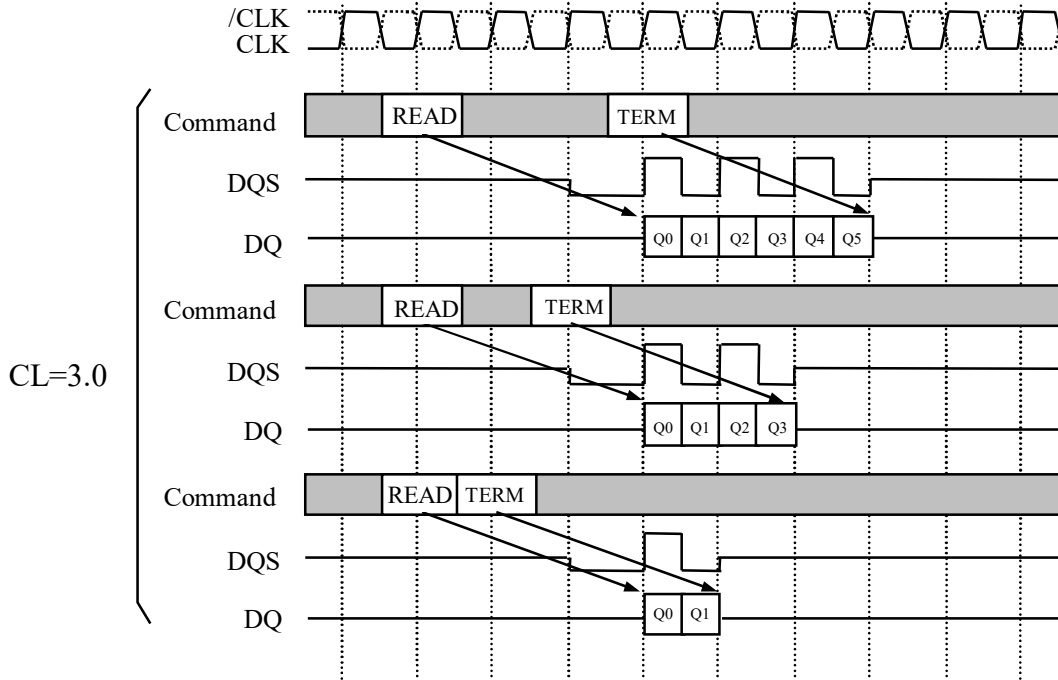 /CLK
CLK
Command READ TERM
DQS
DQ Q0 Q1 Q2 Q3 Q4 Q5
Command READ TERM
CL=3.0
DQS
DQ Q0 Q1 Q2 Q3
Command READ TERM
DQS
DQ Q0 Q1